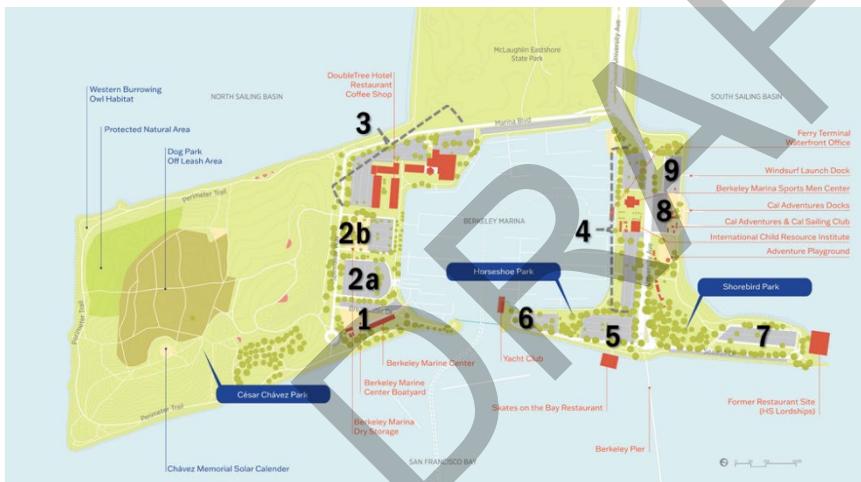 McLaughlin Eastshore
State Park
University Ave
DoubleTree Hotel
Restaurant
Coffee Shop
Western Burrowing
Owl Habitat
NORTH SAILING BASIN
SOUTH SAILING BASIN
3
Marina Blvd
Protected Natural Area
Ferry Terminal
Waterfront Office
Dog Park
Off Leash Area
9
Windsurf Launch Dock
Perimeter Trail
Berkeley Marina Sports Men Center
8
Cal Adventures Docks
BERKELEY MARINA
2b
4
Cal Adventures & Cal Sailing Club
International Child Resource Institute
Adventure Playground
Horseshoe Park
2a
Shorebird Park
Perimeter Trail
1
6
5
7
Berkeley Marine Center
Yacht Club
Berkeley Marine
Center Boatyard
César Chávez Park
Skates on the Bay Restaurant
Former Restaurant Site
(HS Lordships)
Perimeter Trail
Berkeley Marina
Dry Storage
Berkeley Pier
Chávez Memorial Solar Calender
SAN FRANCISCO BAY
DRAF